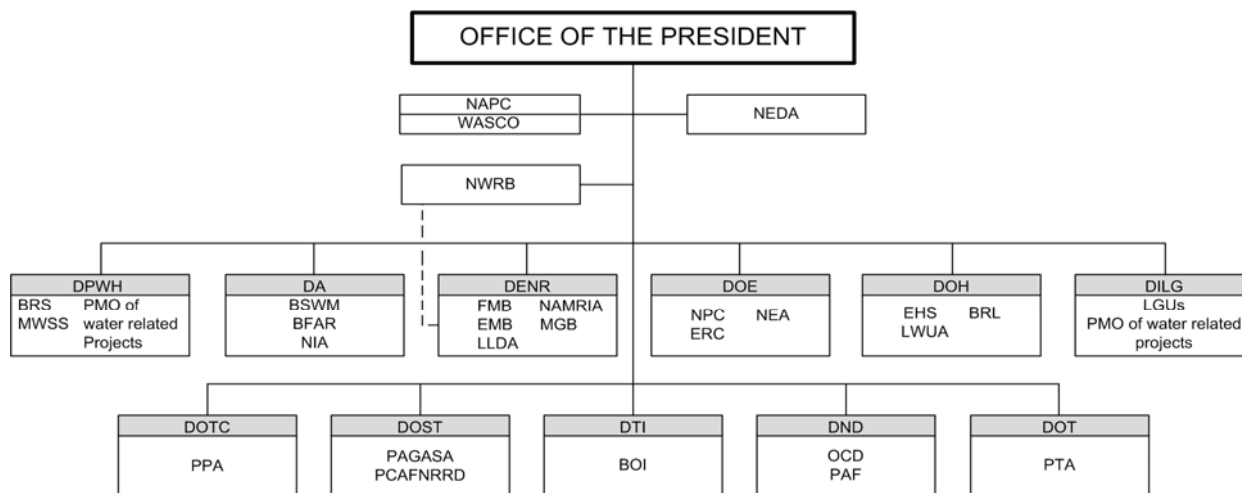 OFFICE OF THE PRESIDENT
NAPC
WASCO
NEDA
NWRB
DPWH
BRS PMO of
MWSS water related
Projects
DA
BSWM
BFAR
NIA
DENR
FMB NAMRIA
EMB MGB
LLDA
DOE
NPC NEA
ERC
DOH
EHS BRL
LWUA
DILG
LGUs
PMO of water related
projects
DOTC
PPA
DOST
PAGASA
PCAFNRRD
DTI
BOI
DND
OCD
PAF
DOT
PTA